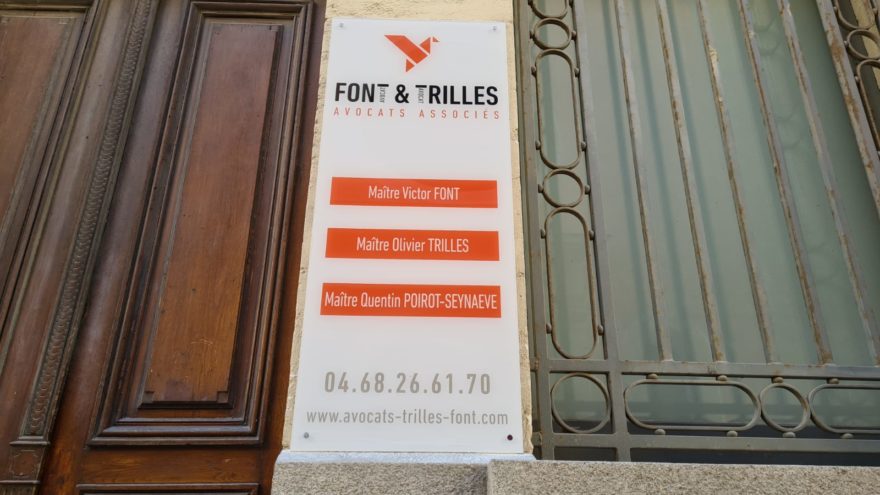 FONT & TRILLES
AVOCATS ASSOCIÉS
Maître Victor FONT
Maître Olivier TRILLES
Maître Quentin POIROT-SEYNAEVE
04.68.26.61.70
www.avocats-trilles-font.com